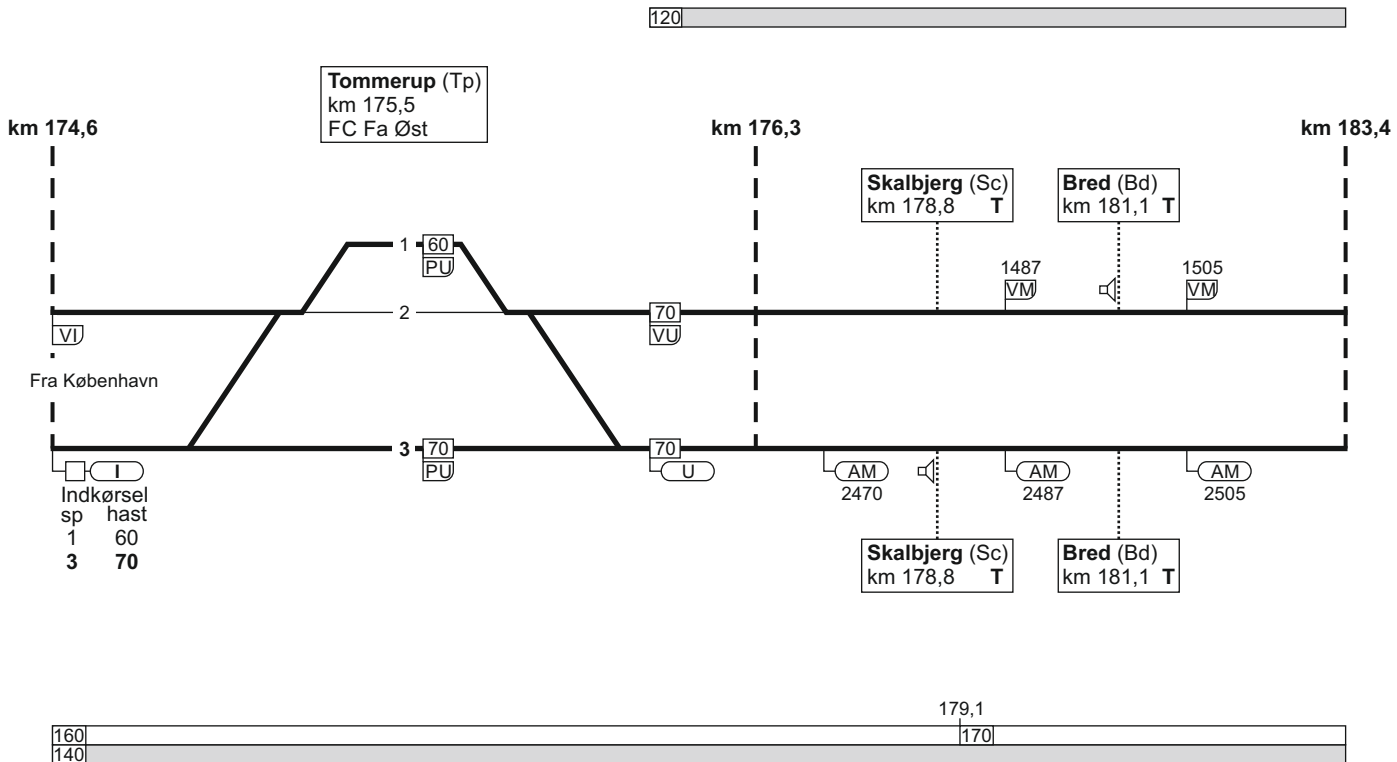 120
Tommerup (Tp)
km 175,5
FC Fa Øst
km 174,6
km 176,3
km 183,4
Skalbjerg (Sc)
km 178,8 T
Bred (Bd)
km 181,1 T
1 60
PU
1487
VM
1505
VM
2
70
VU
VI
Fra København
3 70
PU
70
U
I
Indkørsel
sp hast
1 60
3 70
AM
2470
AM
2487
AM
2505
Skalbjerg (Sc)
km 178,8 T
Bred (Bd)
km 181,1 T
179,1
160 170
140